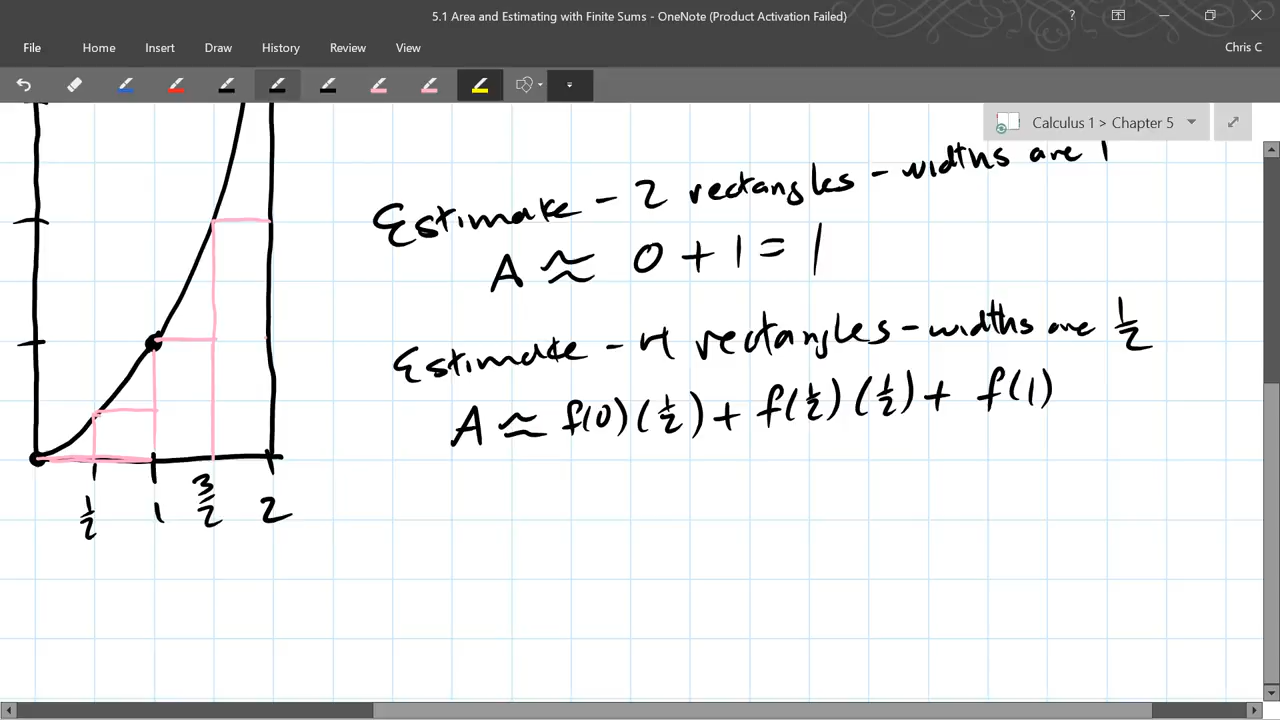 5.1 Area and Estimating with Finite Sums - OneNote (Product Activation Failed)
?
File Home Insert Draw History Review View
Chris C
Calculus 1 > Chapter 5
Estimate - 2 rectangles - widths are 1
A ≈ 0 + 1 = 1
Estimate - 4 rectangles - widths are 1/2
A ≈ f(0)(1/2) + f(1/2)(1/2) + f(1)
1/2 1 3/2 2